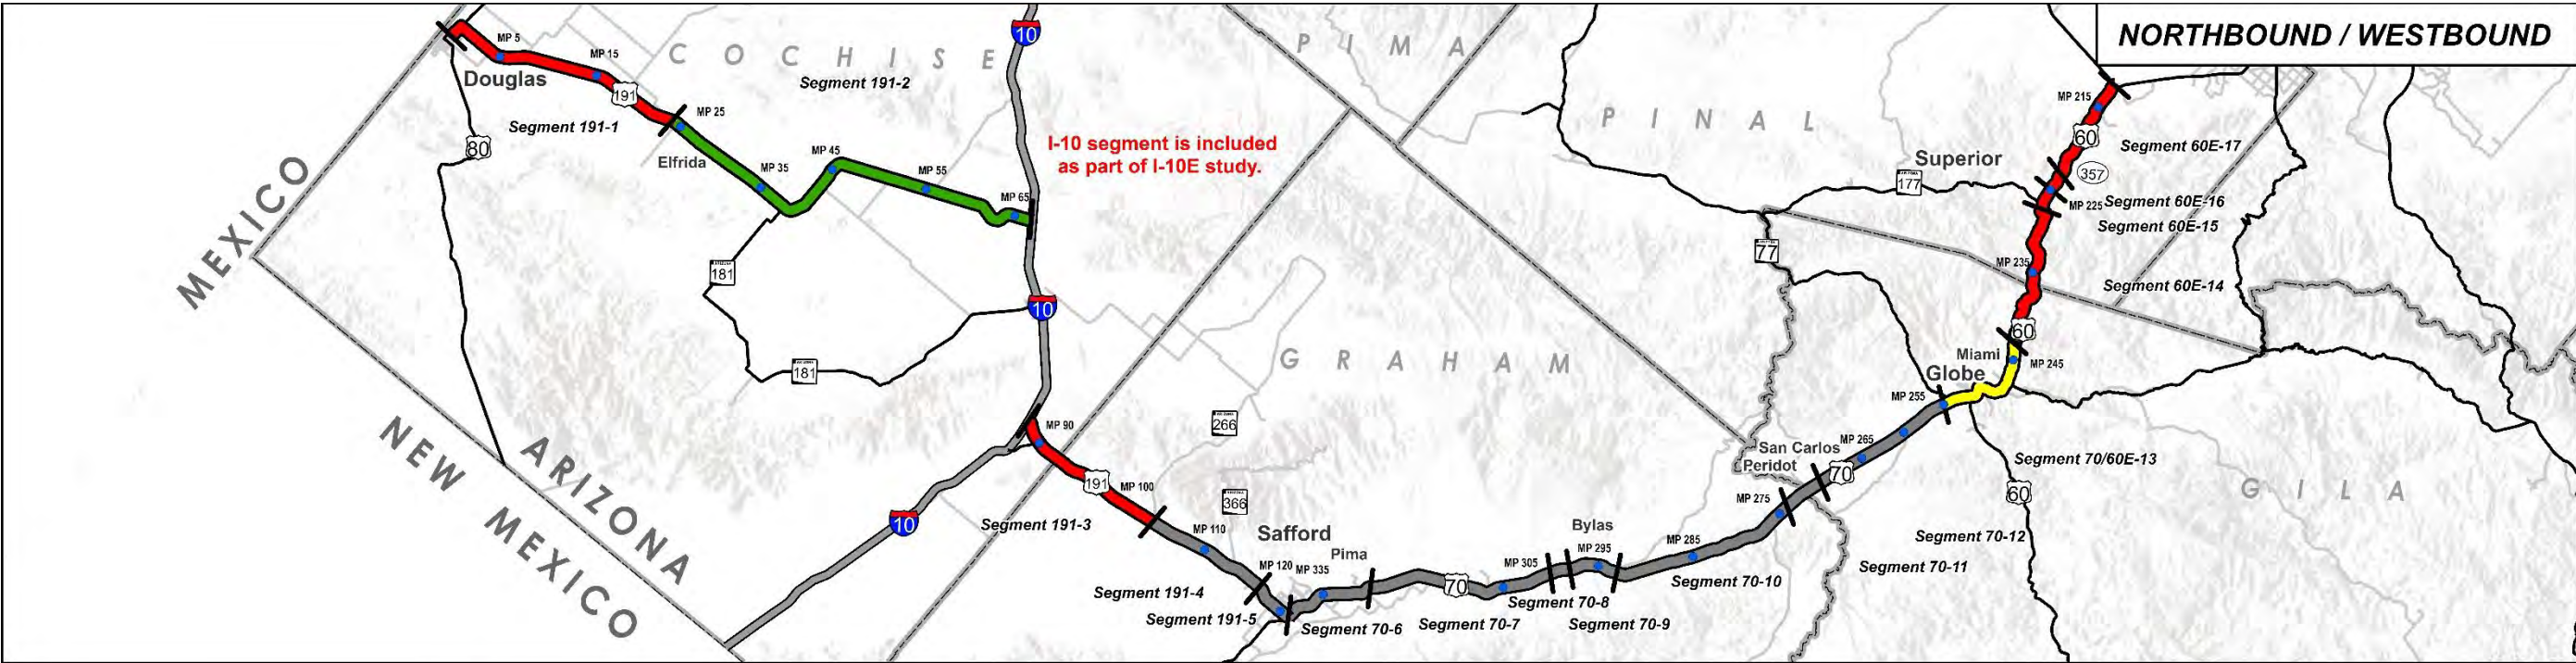 NORTHBOUND / WESTBOUND
10
MP 5
MP 15
COCHISE
PIMA
Segment 191-2
Douglas
191
MP 25
MP 215
Segment 191-1
80
Elfrida
MP 35
MP 45
MP 55
MP 65
I-10 segment is included
as part of I-10E study.
PINAL
60
Segment 60E-17
Superior
357
177
MP 225
Segment 60E-16
Segment 60E-15
MEXICO
181
77
MP 235
Segment 60E-14
10
60
181
GRAHAM
Miami
MP 245
Globe
MP 255
266
MP 90
NEW MEXICO
ARIZONA
San Carlos
MP 265
Peridot
70
Segment 70/60E-13
191
MP 100
366
MP 275
60
GILA
10
Segment 191-3
MP 110
Safford
Bylas
MP 285
Segment 70-12
Pima
MP 120
MP 335
MP 305
MP 295
Segment 70-11
70
Segment 70-10
Segment 191-4
Segment 70-8
Segment 191-5
Segment 70-6
Segment 70-7
Segment 70-9